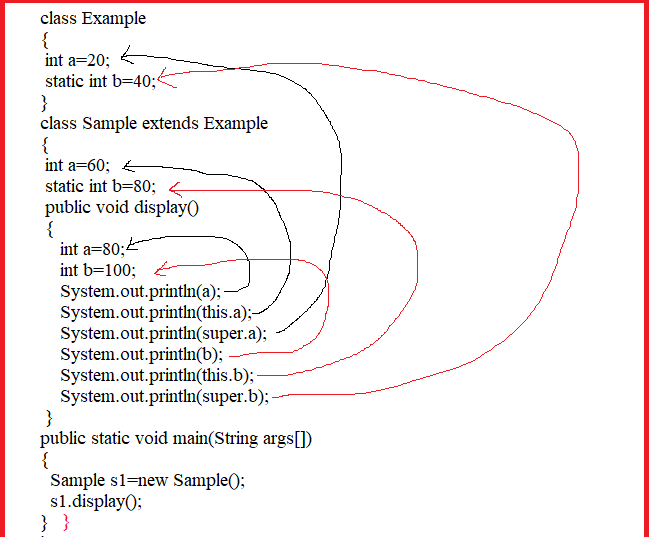 class Example
{
int a=20;
static int b=40;
}
class Sample extends Example
{
int a=60;
static int b=80;
public void display()
{
int a=80;
int b=100;
System.out.println(a);
System.out.println(this.a);
System.out.println(super.a);
System.out.println(b);
System.out.println(this.b);
System.out.println(super.b);
}
public static void main(String args[])
{
Sample s1=new Sample();
s1.display();
} }